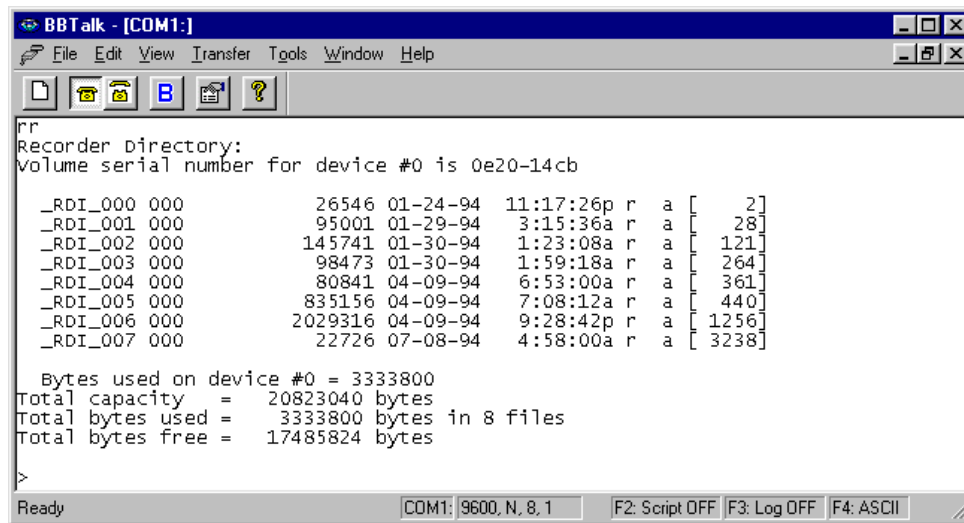 BBTalk - [COM1:]
File Edit View Transfer Tools Window Help
B ?
rr
Recorder Directory:
Volume serial number for device #0 is 0e20-14cb
_RDI_000 000 26546 01-24-94 11:17:26p r a [ 2]
_RDI_001 000 95001 01-29-94 3:15:36a r a [ 28]
_RDI_002 000 145741 01-30-94 1:23:08a r a [ 121]
_RDI_003 000 98473 01-30-94 1:59:18a r a [ 264]
_RDI_004 000 80841 04-09-94 6:53:00a r a [ 361]
_RDI_005 000 835156 04-09-94 7:08:12a r a [ 440]
_RDI_006 000 2029316 04-09-94 9:28:42p r a [ 1256]
_RDI_007 000 22726 07-08-94 4:58:00a r a [ 3238]
Bytes used on device #0 = 3333800
Total capacity = 20823040 bytes
Total bytes used = 3333800 bytes in 8 files
Total bytes free = 17485824 bytes
>
Ready COM1: 9600, N, 8, 1 F2: Script OFF F3: Log OFF F4: ASCII